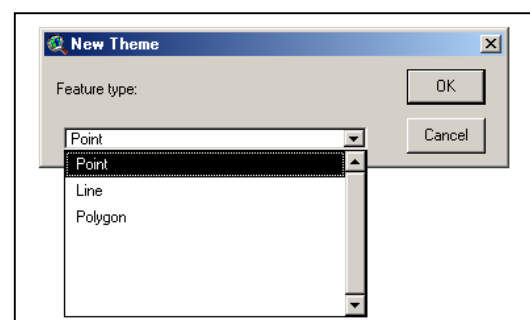 New Theme
Feature type:
OK
Point
Cancel
Point
Line
Polygon